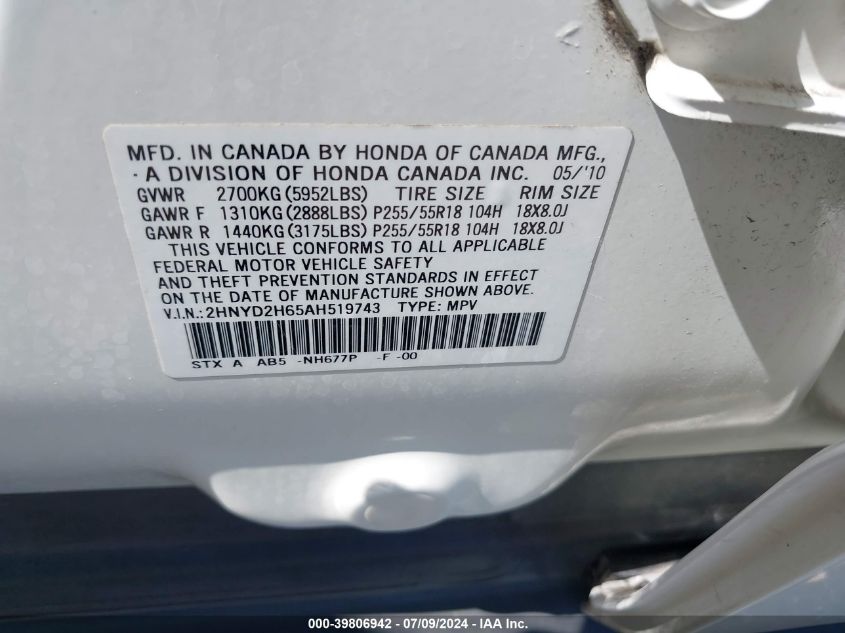 MFD. IN CANADA BY HONDA OF CANADA MFG.,
A DIVISION OF HONDA CANADA INC. 05/'10
GVWR 2700KG(5952LBS) TIRE SIZE RIM SIZE
GAWR F 1310KG(2888LBS) P255/55R18 104H 18X8.0J
GAWR R 1440KG(3175LBS) P255/55R18 104H 18X8.0J
THIS VEHICLE CONFORMS TO ALL APPLICABLE
FEDERAL MOTOR VEHICLE SAFETY
AND THEFT PREVENTION STANDARDS IN EFFECT
ON THE DATE OF MANUFACTURE SHOWN ABOVE.
V.I.N.:2HNYD2H65AH519743 TYPE: MPV
STX A AB5 -NH677P -F -00
000-39806942 - 07/09/2024 - IAA Inc.